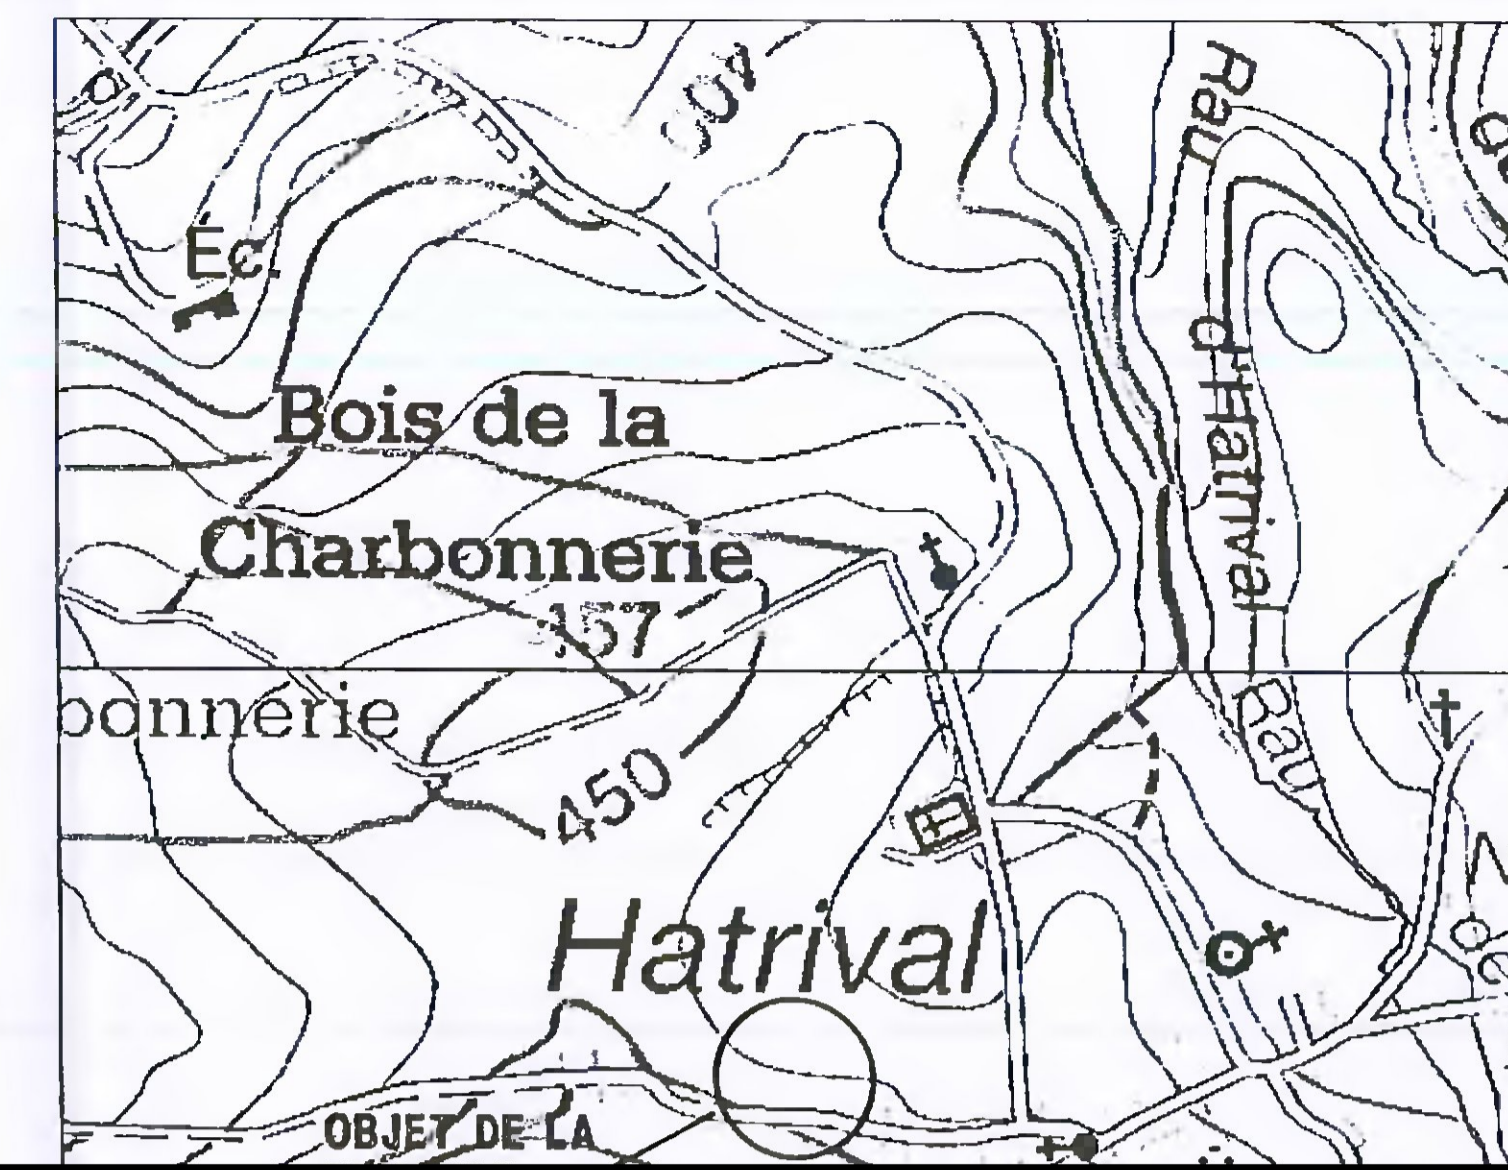 Rau
d'Hatrival
Éc.
Bois de la
Charbonnerie
457
bonnerie
450
Rau
Hatrival
OBJET DE LA